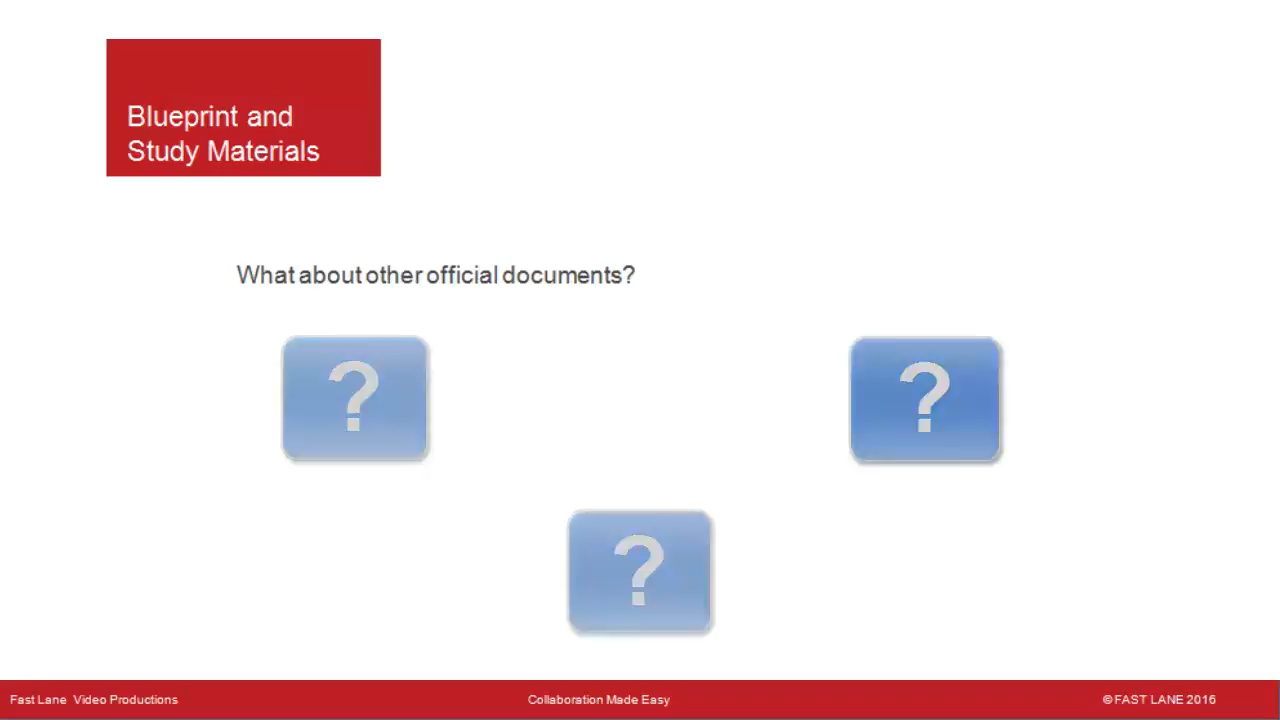 Blueprint and
Study Materials
What about other official documents?
?
?
?
Fast Lane Video Productions
Collaboration Made Easy
© FAST LANE 2016